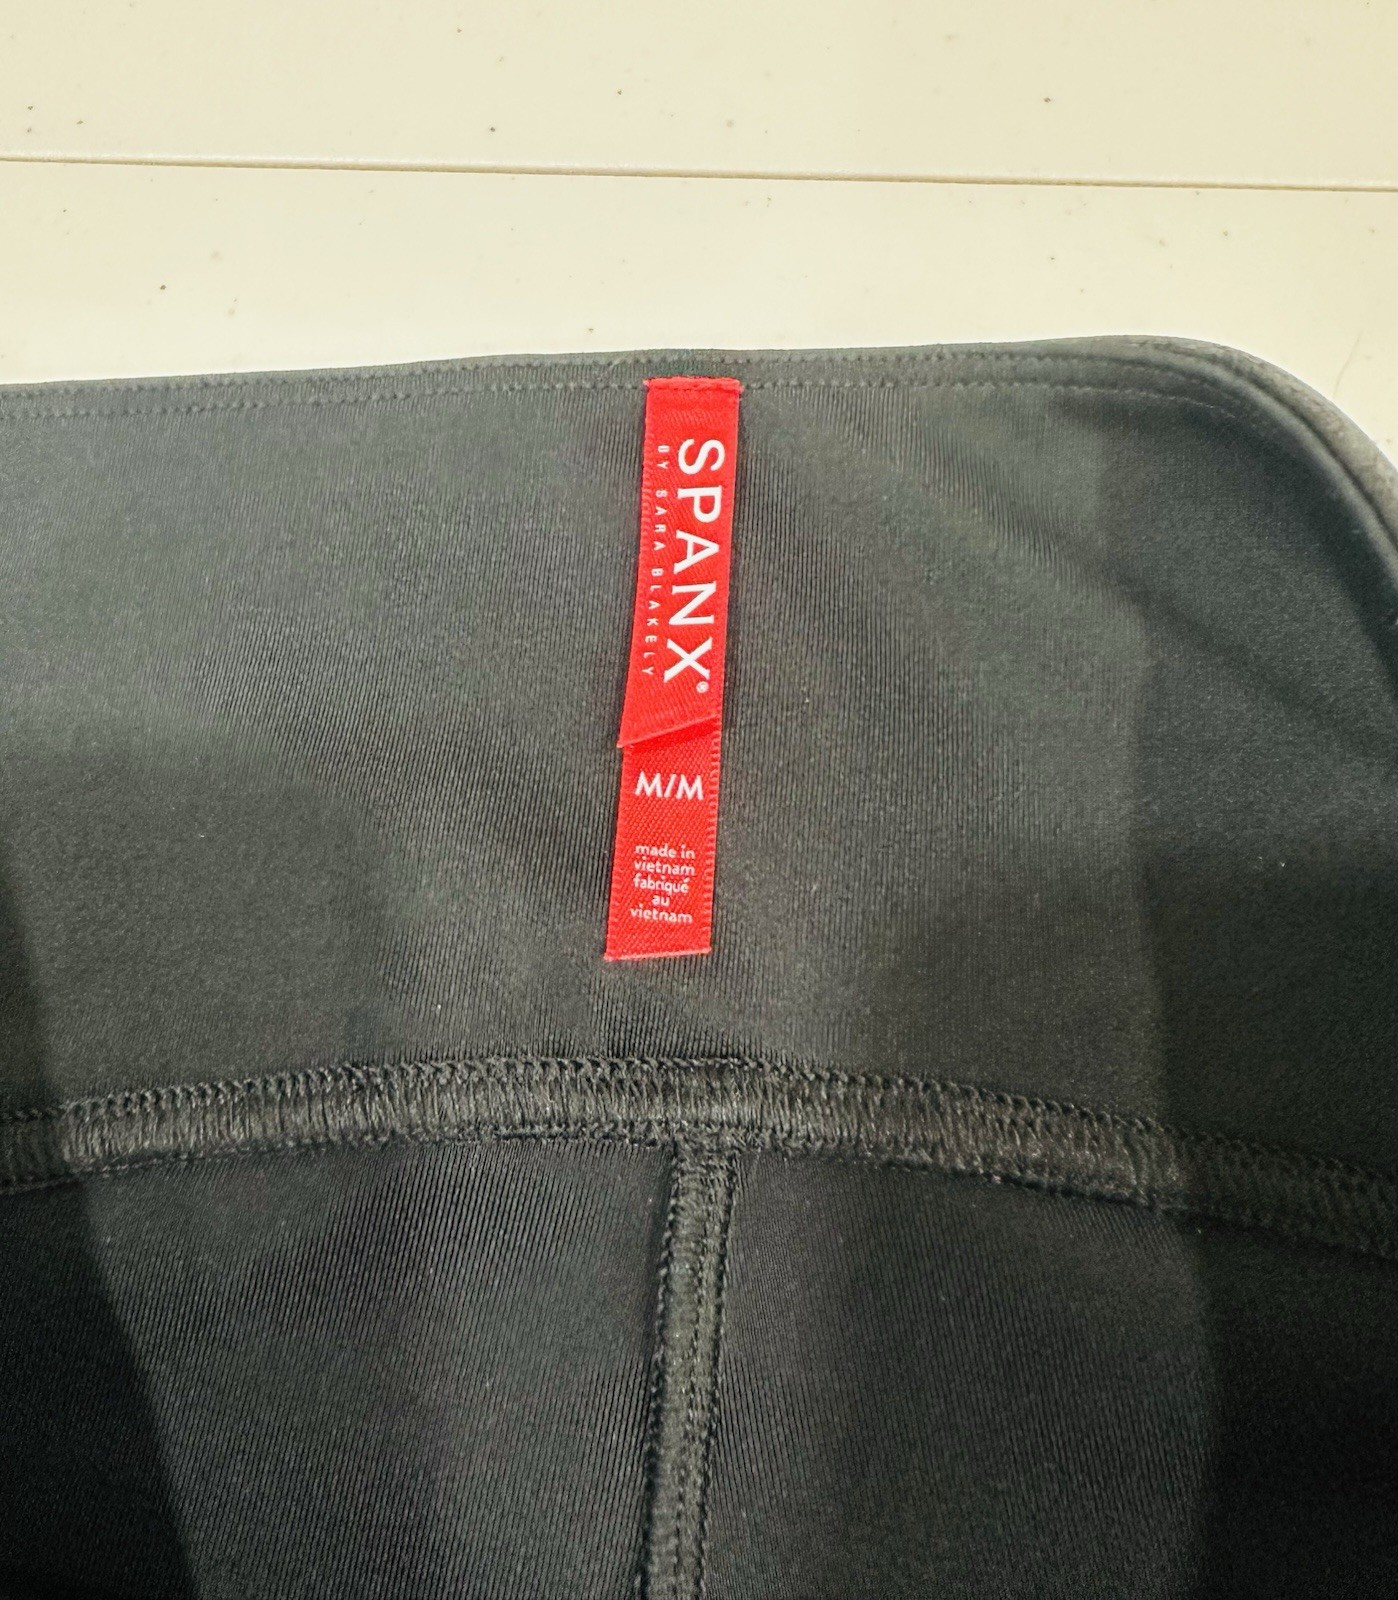 SPANX®
BY SARA BLAKELY
M/M
made in
vietnam
fabriqué
au
vietnam